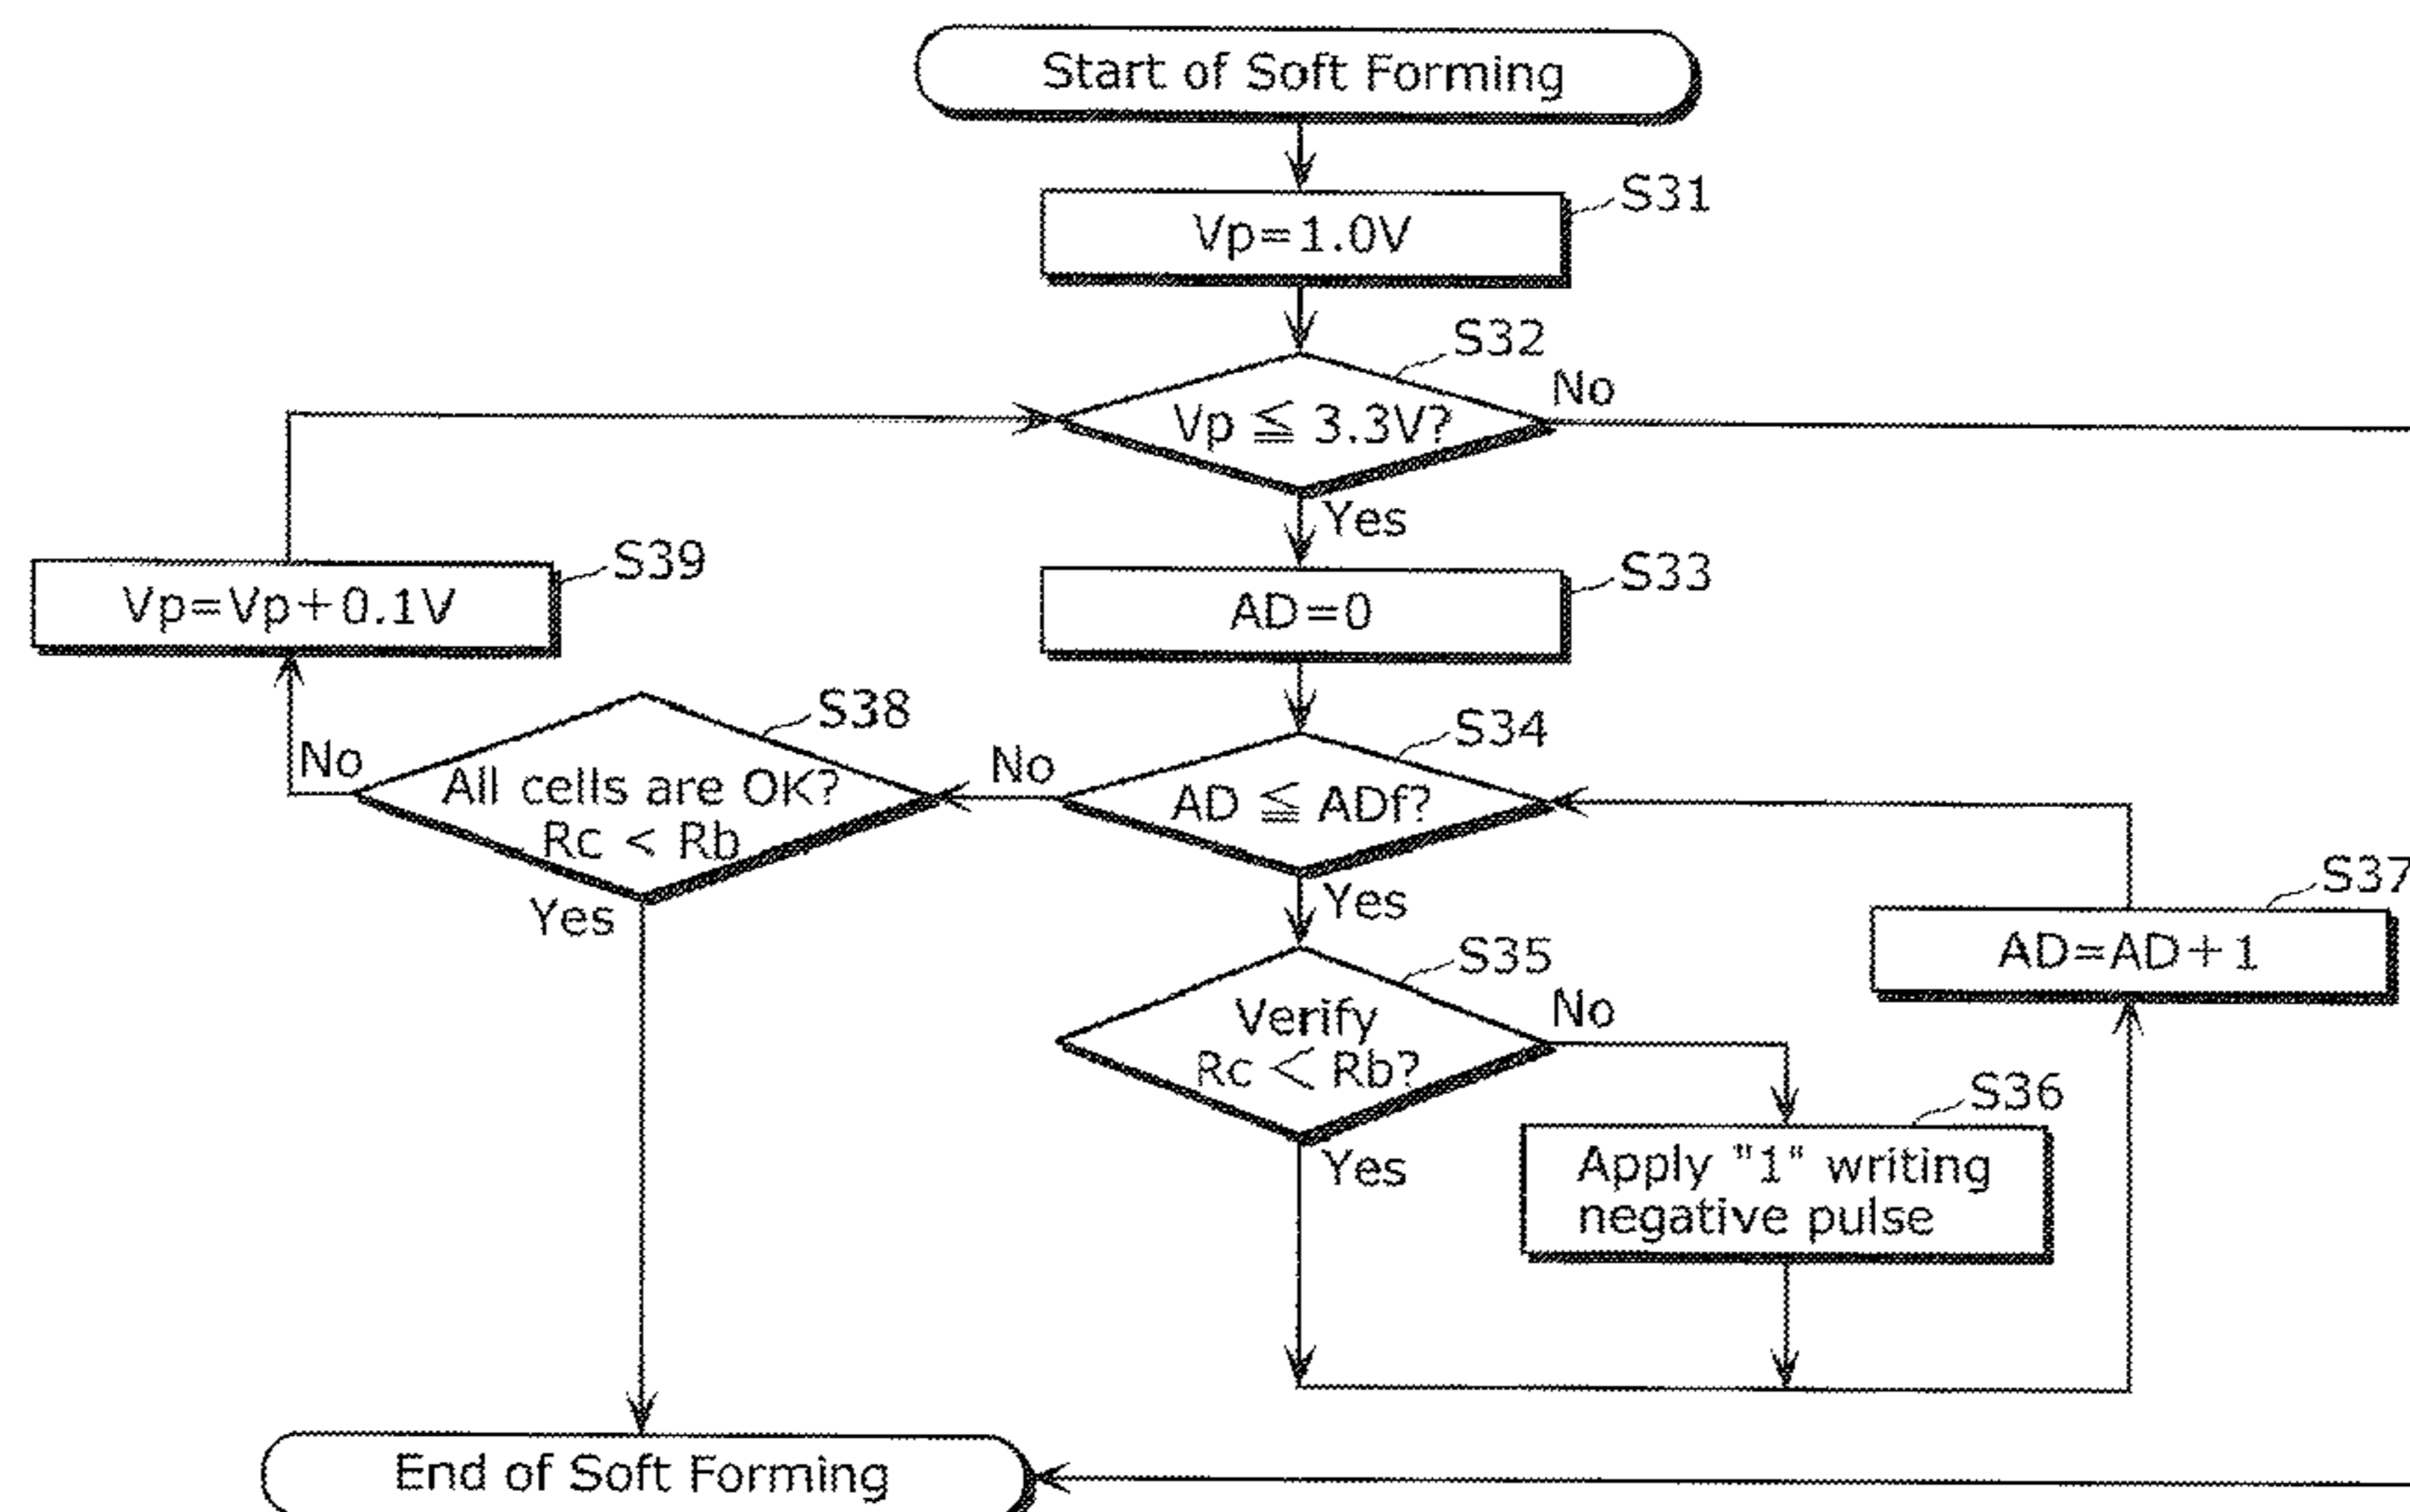 Start of Soft Forming
S31
Vp=1.0V
S32
Vp ≦ 3.3V?
No
Yes
S39
Vp=Vp+0.1V
S33
AD=0
S38
No
All cells are OK?
Rc < Rb
Yes
No
S34
AD ≦ ADf?
Yes
S37
AD=AD+1
S35
Verify
Rc < Rb?
No
Yes
S36
Apply "1" writing
negative pulse
End of Soft Forming